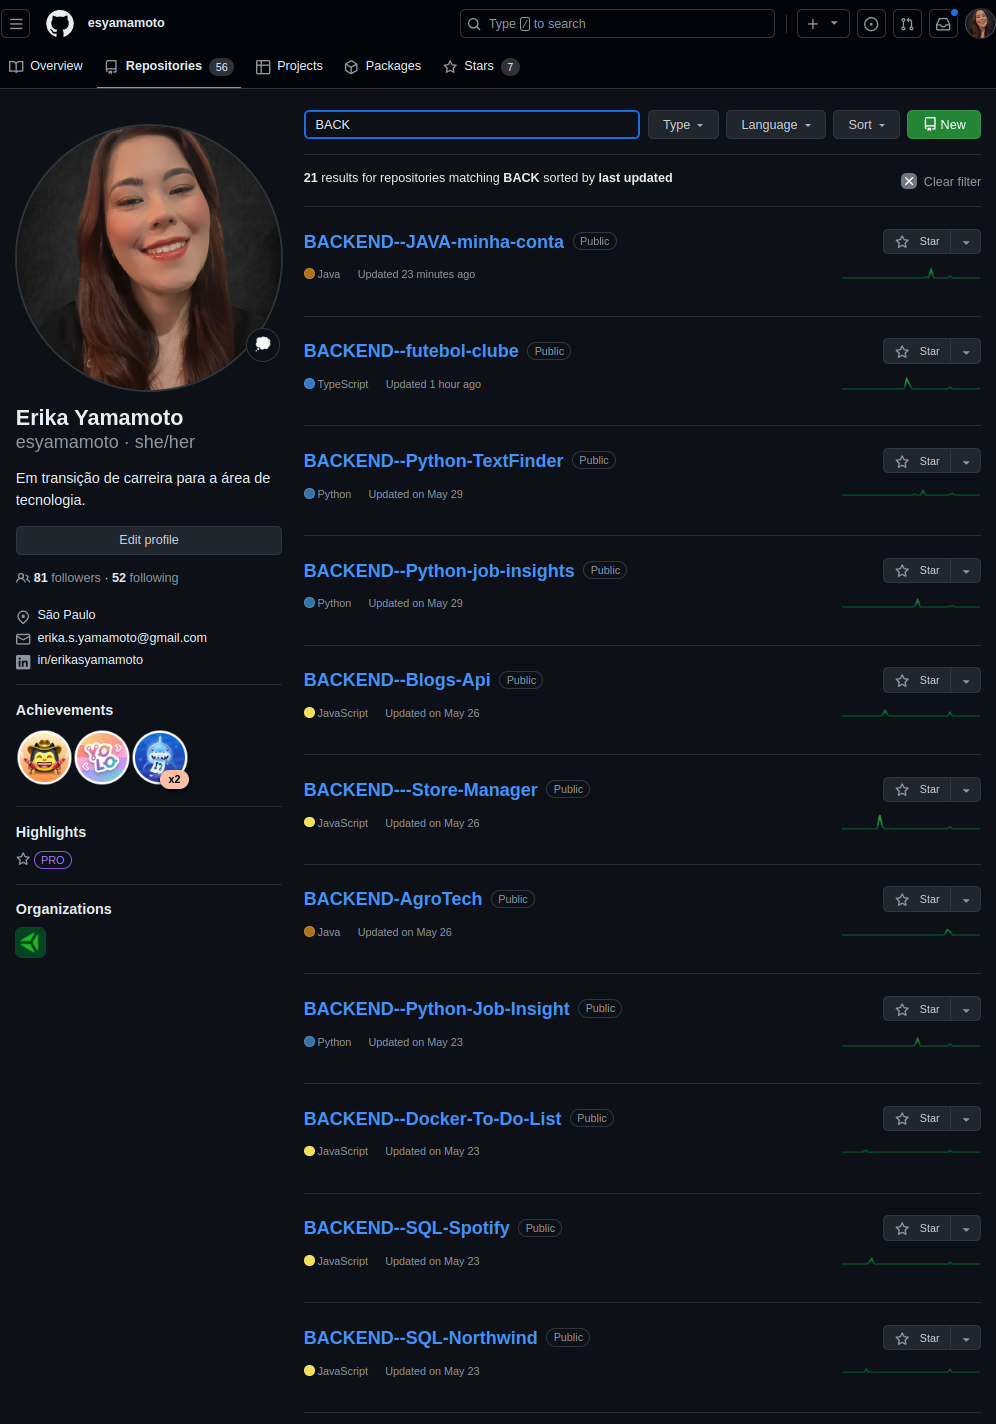 esyamamoto
Type / to search
Overview
Repositories 56
Projects
Packages
Stars 7
BACK
Type
Language
Sort
New
21 results for repositories matching BACK sorted by last updated
Clear filter
Erika Yamamoto
esyamamoto · she/her
Em transição de carreira para a área de
tecnologia.
Edit profile
81 followers · 52 following
São Paulo
erika.s.yamamoto@gmail.com
in/erikasyamamoto
Achievements
YOLO
x2
Highlights
PRO
Organizations
BACKEND--JAVA-minha-conta Public
Star
Java Updated 23 minutes ago
BACKEND--futebol-clube Public
Star
TypeScript Updated 1 hour ago
BACKEND--Python-TextFinder Public
Star
Python Updated on May 29
BACKEND--Python-job-insights Public
Star
Python Updated on May 29
BACKEND--Blogs-Api Public
Star
JavaScript Updated on May 26
BACKEND---Store-Manager Public
Star
JavaScript Updated on May 26
BACKEND-AgroTech Public
Star
Java Updated on May 26
BACKEND--Python-Job-Insight Public
Star
Python Updated on May 23
BACKEND--Docker-To-Do-List Public
Star
JavaScript Updated on May 23
BACKEND--SQL-Spotify Public
Star
JavaScript Updated on May 23
BACKEND--SQL-Northwind Public
Star
JavaScript Updated on May 23